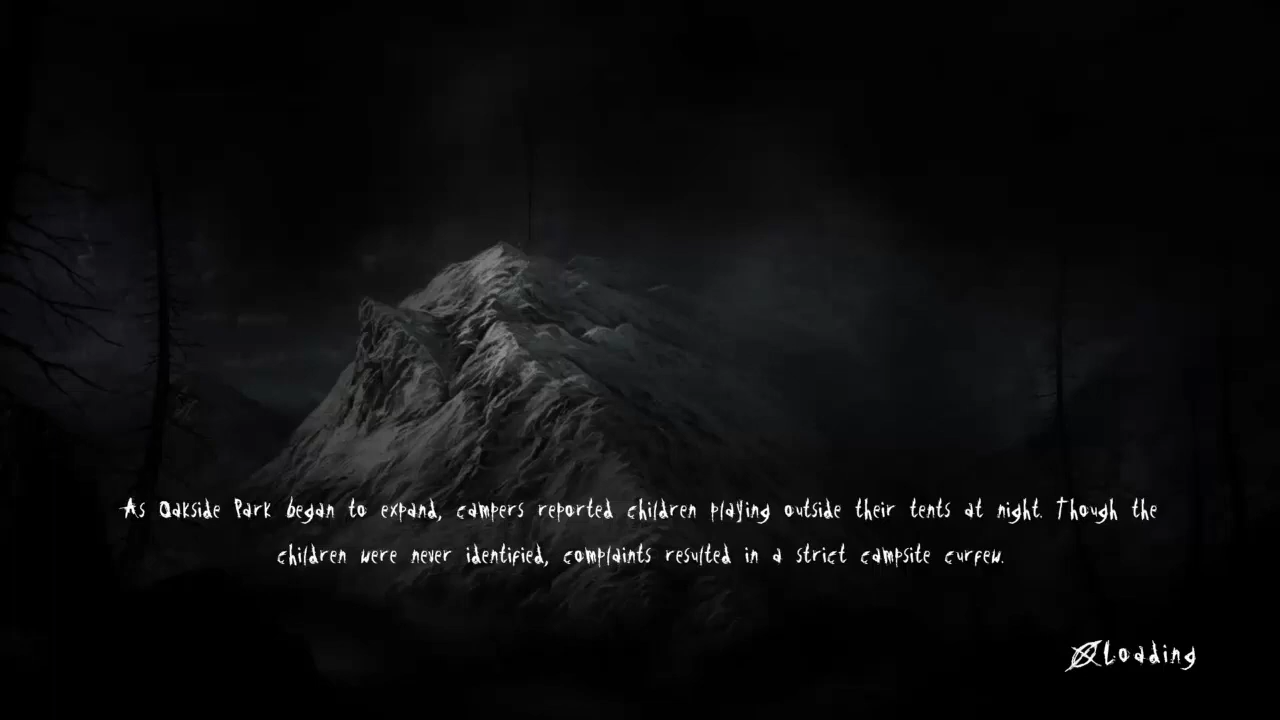 As Oakside Park began to expand, campers reported children playing outside their tents at night. Though the
children were never identified, complaints resulted in a strict campsite curfew.
Loading